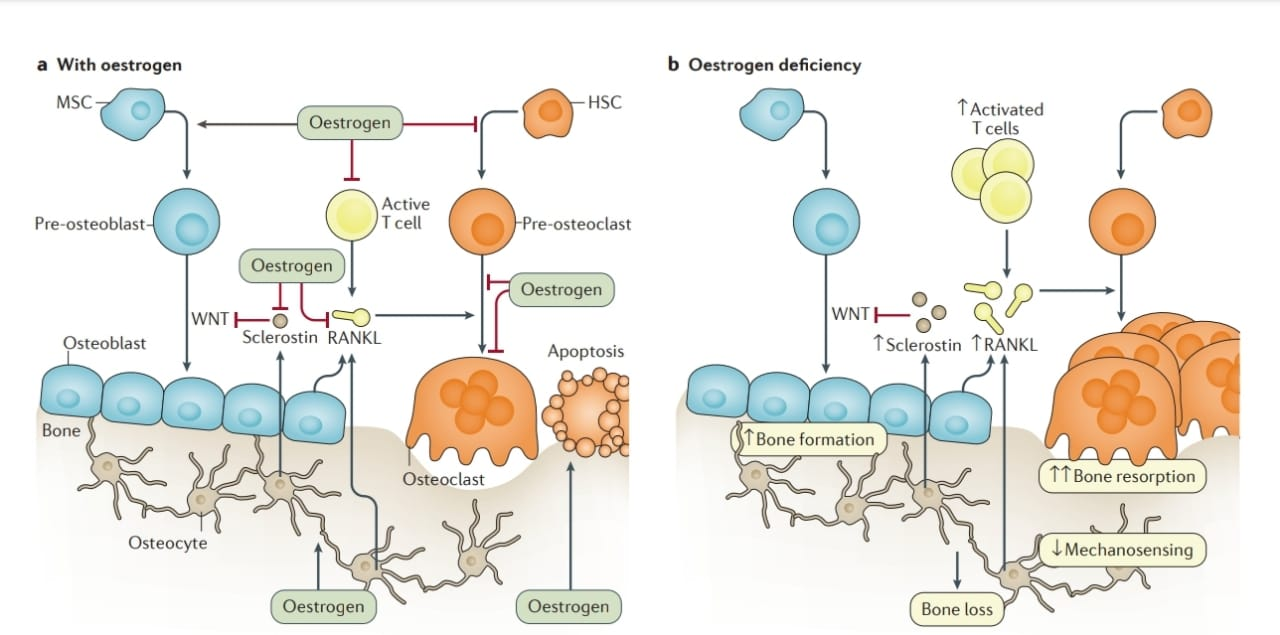 a With oestrogen
MSC
Oestrogen
HSC
Pre-osteoblast
Active
T cell
Pre-osteoclast
Oestrogen
Oestrogen
WNT
Sclerostin RANKL
Osteoblast
Apoptosis
Bone
Osteoclast
Osteocyte
Oestrogen
Oestrogen
b Oestrogen deficiency
↑Activated
T cells
WNT
↑Sclerostin ↑RANKL
↑Bone formation
↑↑Bone resorption
↓Mechanosensing
Bone loss